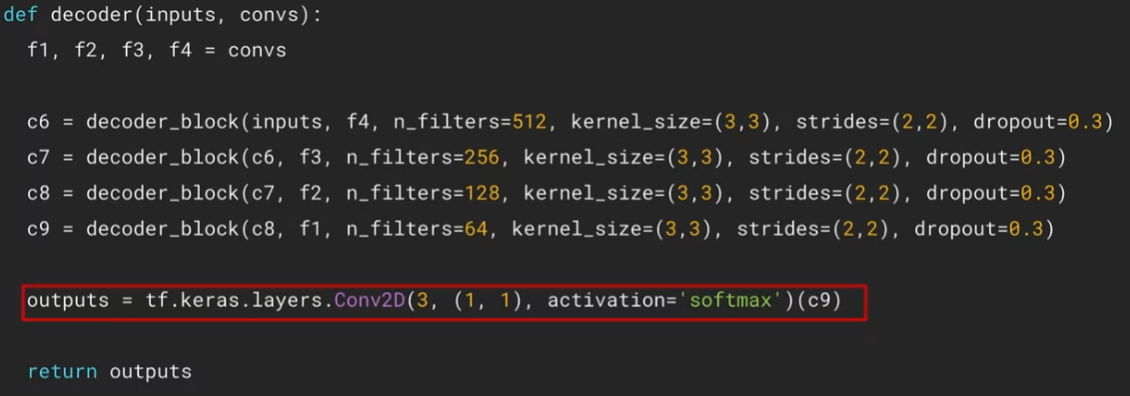 def decoder(inputs, convs):
f1, f2, f3, f4 = convs
c6 = decoder_block(inputs, f4, n_filters=512, kernel_size=(3,3), strides=(2,2), dropout=0.3)
c7 = decoder_block(c6, f3, n_filters=256, kernel_size=(3,3), strides=(2,2), dropout=0.3)
c8 = decoder_block(c7, f2, n_filters=128, kernel_size=(3,3), strides=(2,2), dropout=0.3)
c9 = decoder_block(c8, f1, n_filters=64, kernel_size=(3,3), strides=(2,2), dropout=0.3)
outputs = tf.keras.layers.Conv2D(3, (1, 1), activation='softmax')(c9)
return outputs